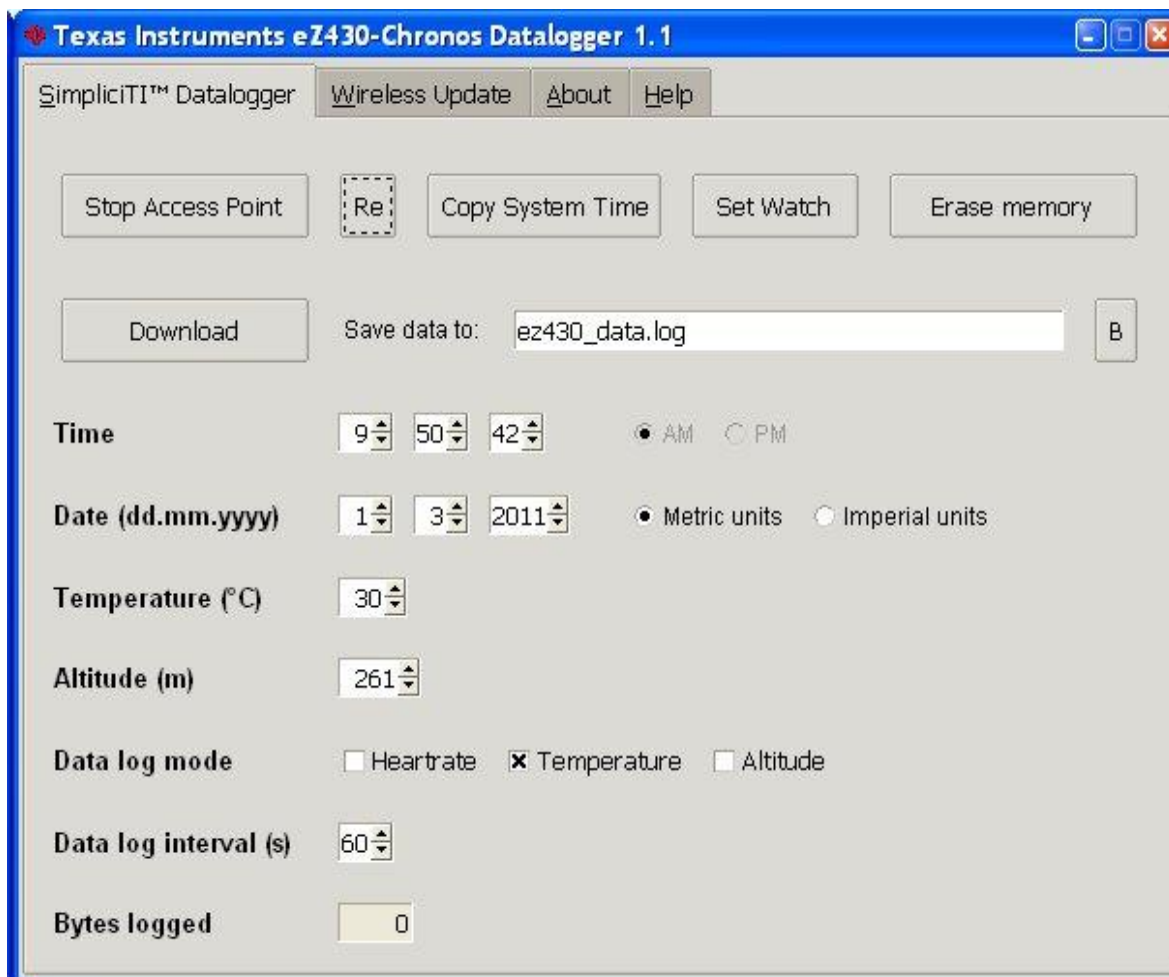 Texas Instruments eZ430-Chronos Datalogger 1.1
SimpliciTI™ Datalogger Wireless Update About Help
Stop Access Point Re Copy System Time Set Watch Erase memory
Download Save data to: ez430_data.log B
Time 9 50 42 AM PM
Date (dd.mm.yyyy) 1 3 2011 Metric units Imperial units
Temperature (°C) 30
Altitude (m) 261
Data log mode Heartrate Temperature Altitude
Data log interval (s) 60
Bytes logged 0